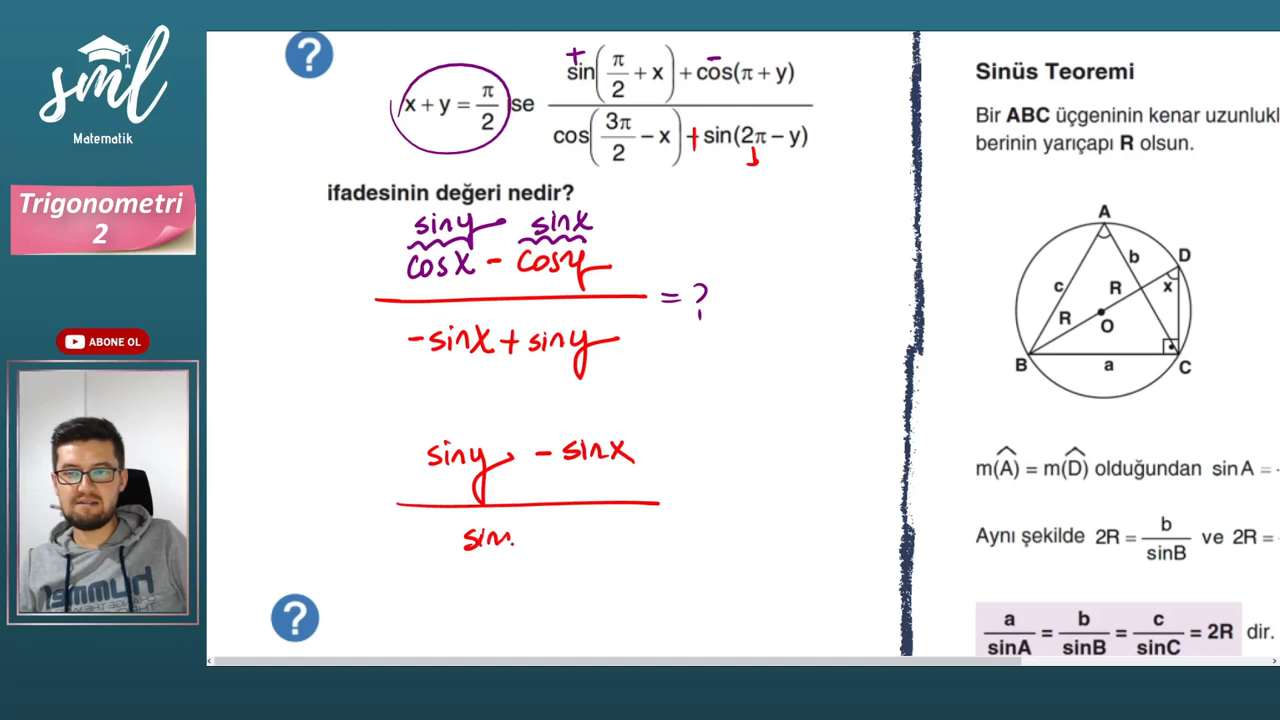 sml
Matematik
Trigonometri
2
ABONE OL
?
x + y = π/2 ise sin(π/2 + x) + cos(π + y)
cos(3π/2 − x) + sin(2π − y)
ifadesinin değeri nedir?
siny sinx
cosx - cosy
= ?
-sinx + siny
siny - sinx
sin
?
Sinüs Teoremi
Bir ABC üçgeninin kenar uzunlukl
berinin yarıçapı R olsun.
A
D
b
c
R
x
R
O
B
a
C
m(A) = m(D) olduğundan sinA =
Aynı şekilde 2R = b/sinB ve 2R =
a/sinA = b/sinB = c/sinC = 2R dir.